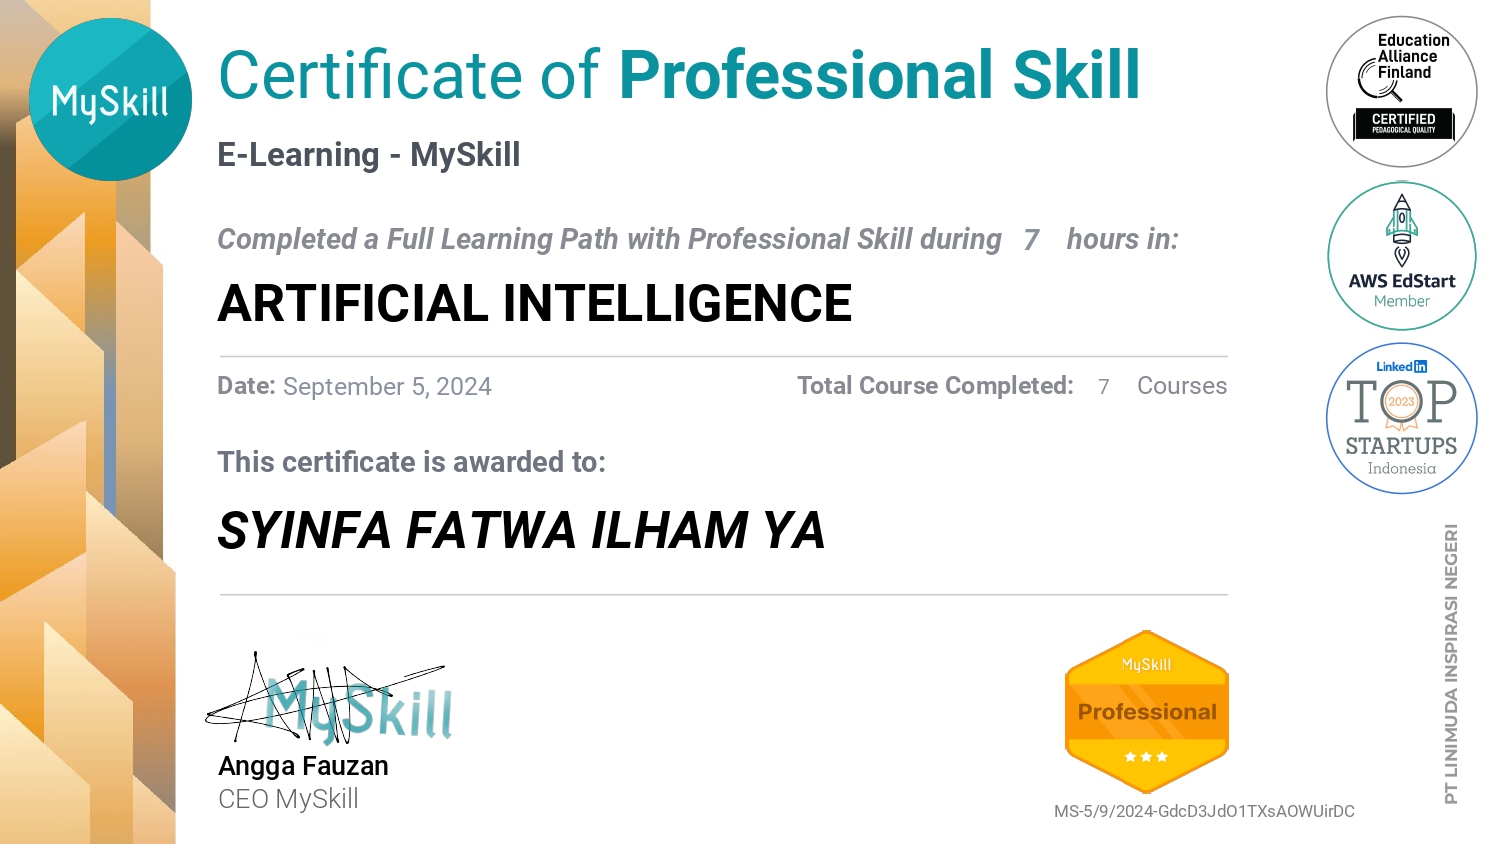 MySkill
Certificate of Professional Skill
E-Learning - MySkill
Completed a Full Learning Path with Professional Skill during 7 hours in:
ARTIFICIAL INTELLIGENCE
Date: September 5, 2024
Total Course Completed: 7 Courses
This certificate is awarded to:
SYINFA FATWA ILHAM YA
MySkill
Angga Fauzan
CEO MySkill
MySkill
Professional
MS-5/9/2024-GdcD3JdO1TXsAOWUirDC
Education
Alliance
Finland
CERTIFIED
PEDAGOGICAL QUALITY
AWS EdStart
Member
Linked in
TOP
2023
STARTUPS
Indonesia
PT LINIMUDA INSPIRASI NEGERI